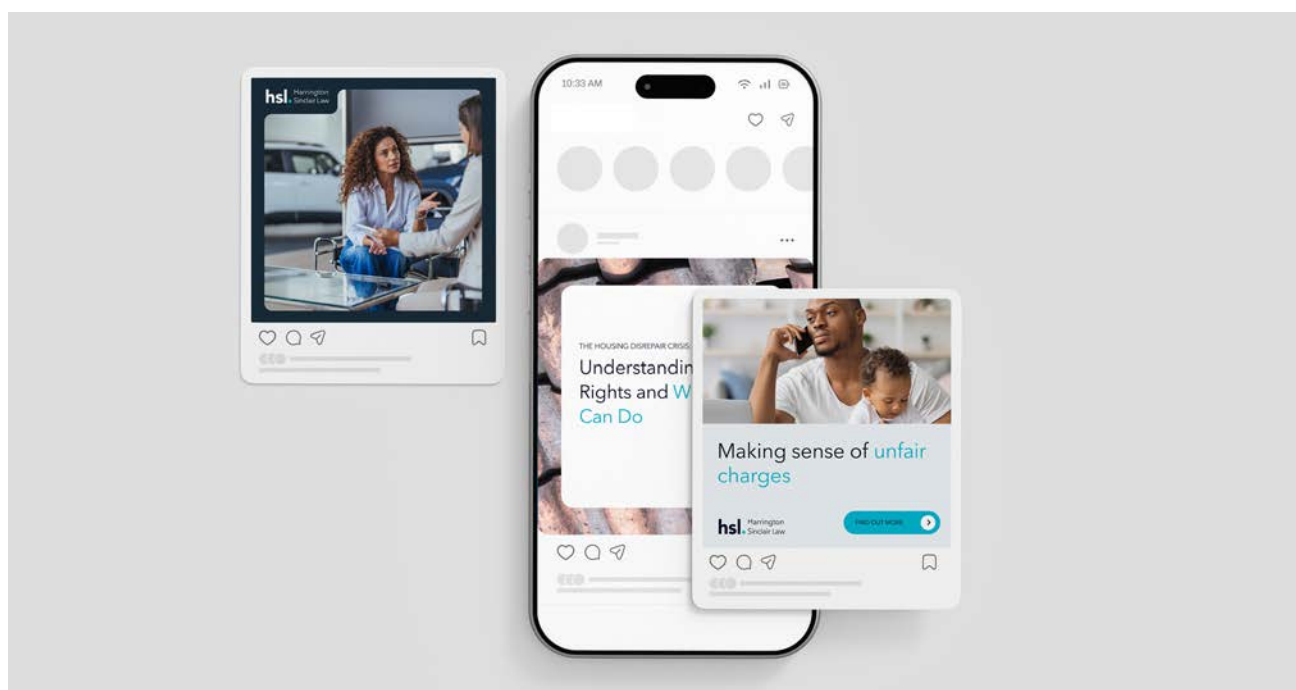 hsl. Harrington
Sinclair Law
10:33 AM
THE HOUSING DISREPAIR CRISIS
Understandin
Rights and W
Can Do
Making sense of unfair
charges
hsl. Harrington
Sinclair Law
FIND OUT MORE